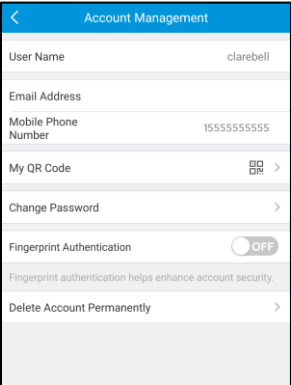 Account Management
User Name clarebell
Email Address
Mobile Phone
Number 15555555555
My QR Code
Change Password
Fingerprint Authentication OFF
Fingerprint authentication helps enhance account security.
Delete Account Permanently